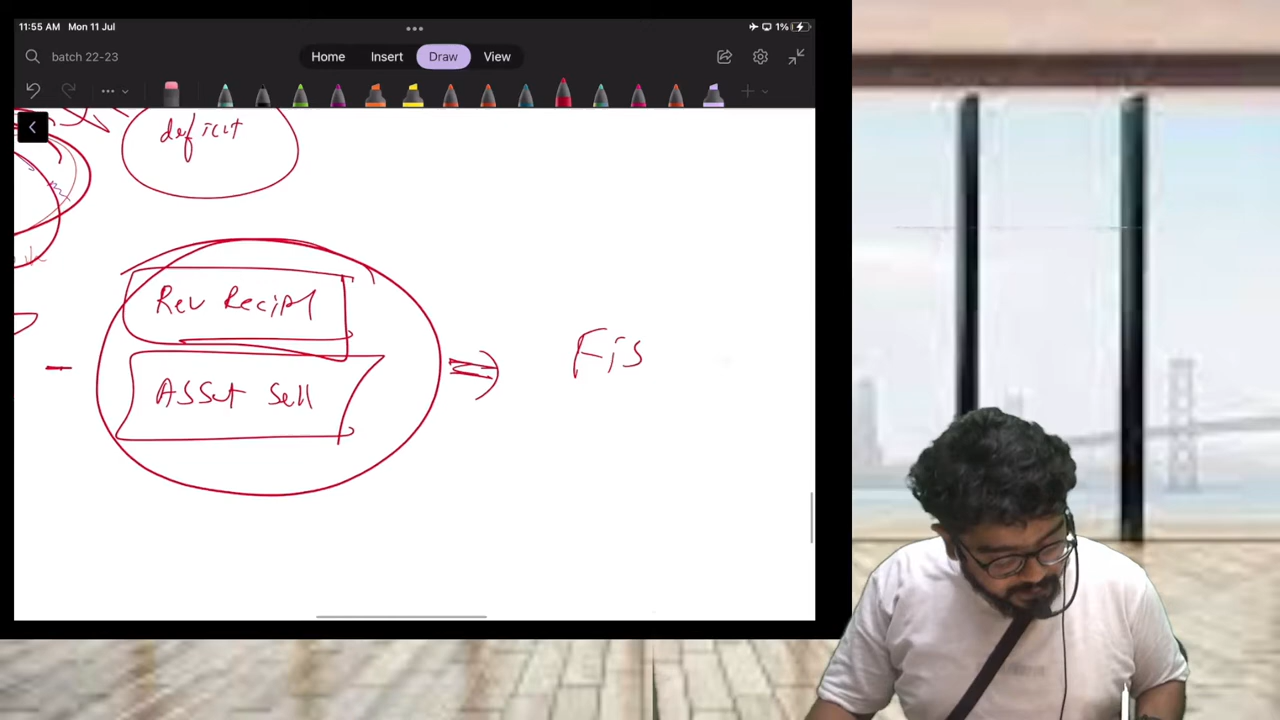 11:55 AM Mon 11 Jul
1%
batch 22-23
Home Insert Draw View
deficit
Rev Recipt
- Asset Sell ⇒ Fis